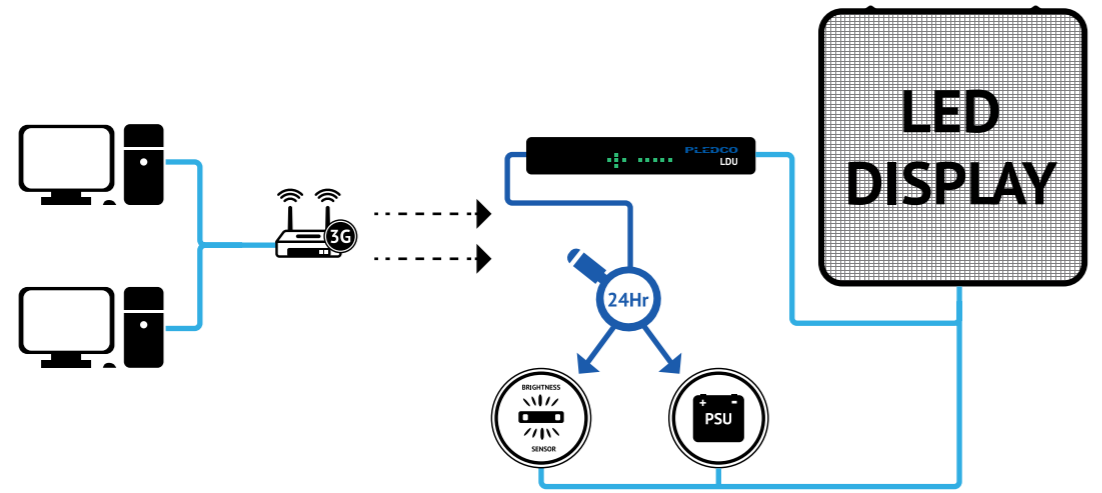 LED
DISPLAY
PLEDCO
LDU
3G
24Hr
BRIGHTNESS
SENSOR
+ -
PSU